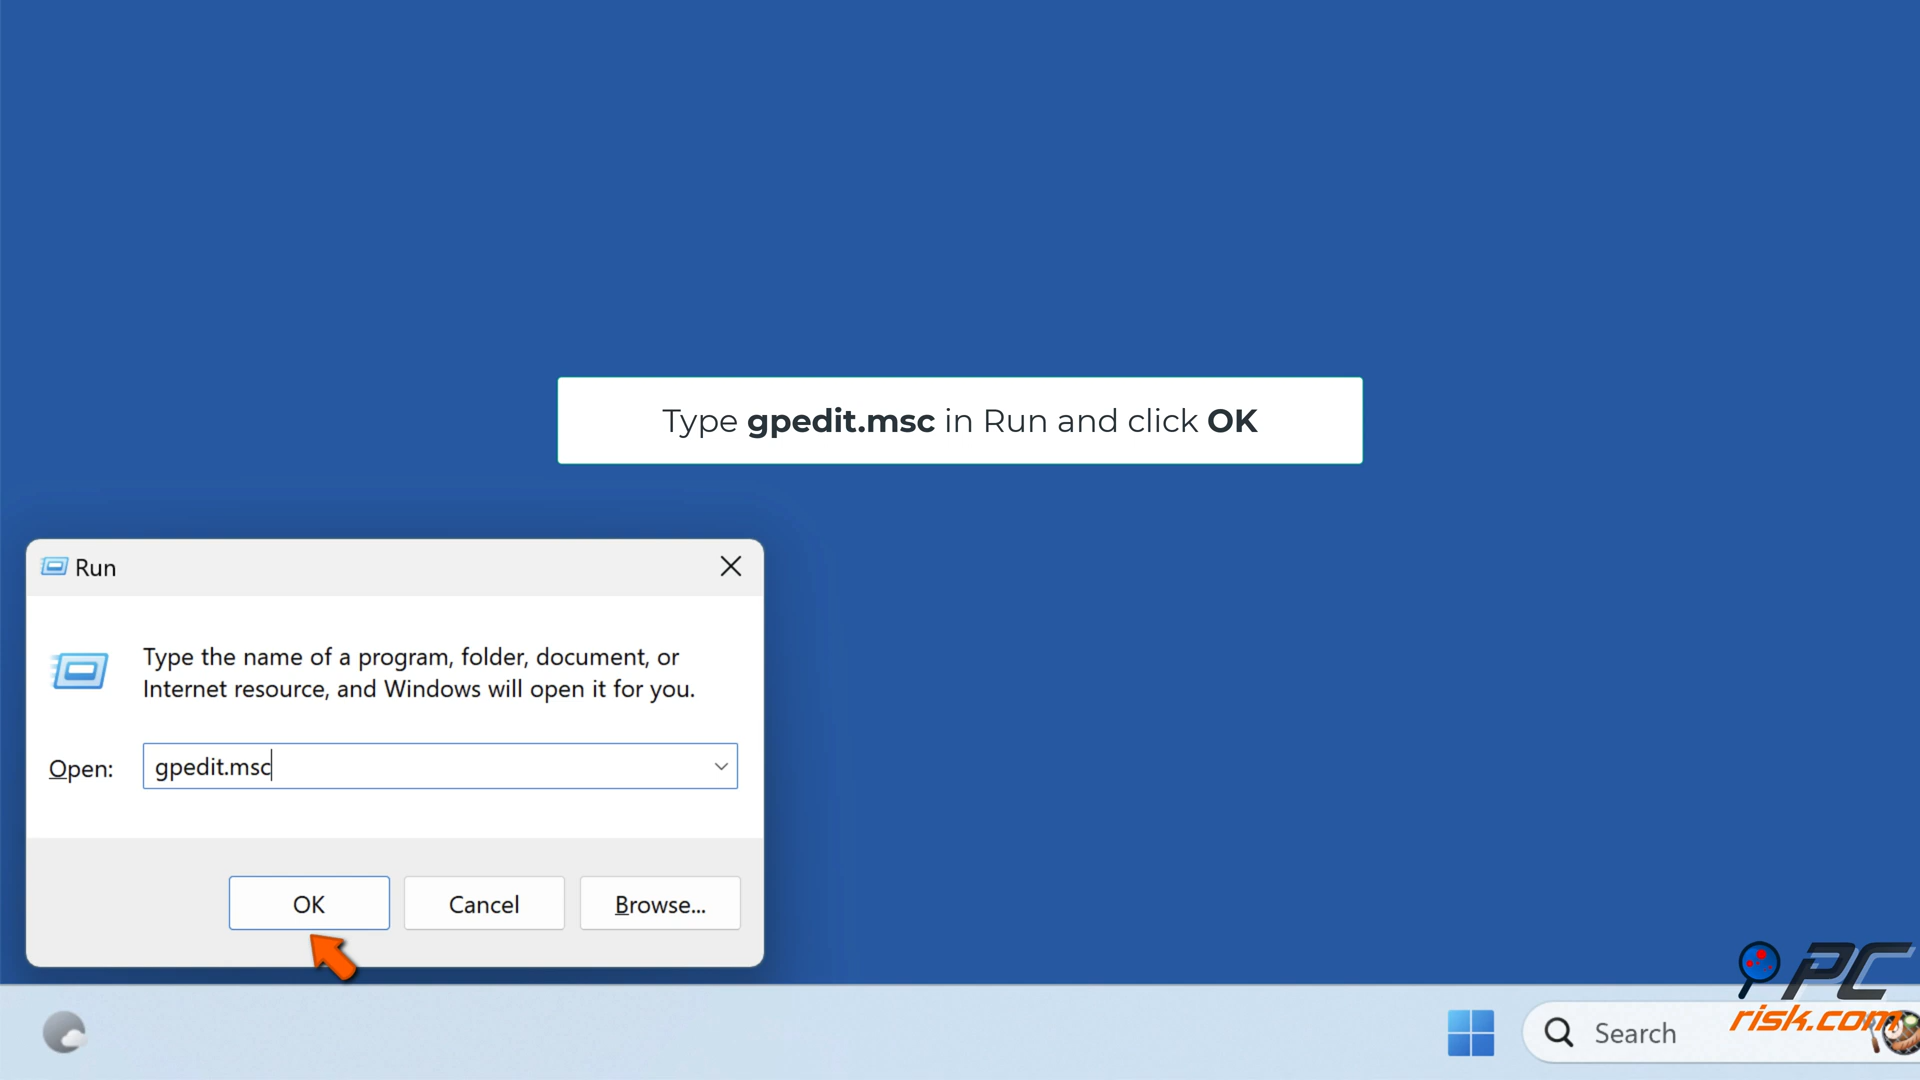 Type gpedit.msc in Run and click OK
Run
Type the name of a program, folder, document, or
Internet resource, and Windows will open it for you.
Open:
gpedit.msc
OK
Cancel
Browse...
PC
risk.com
Search